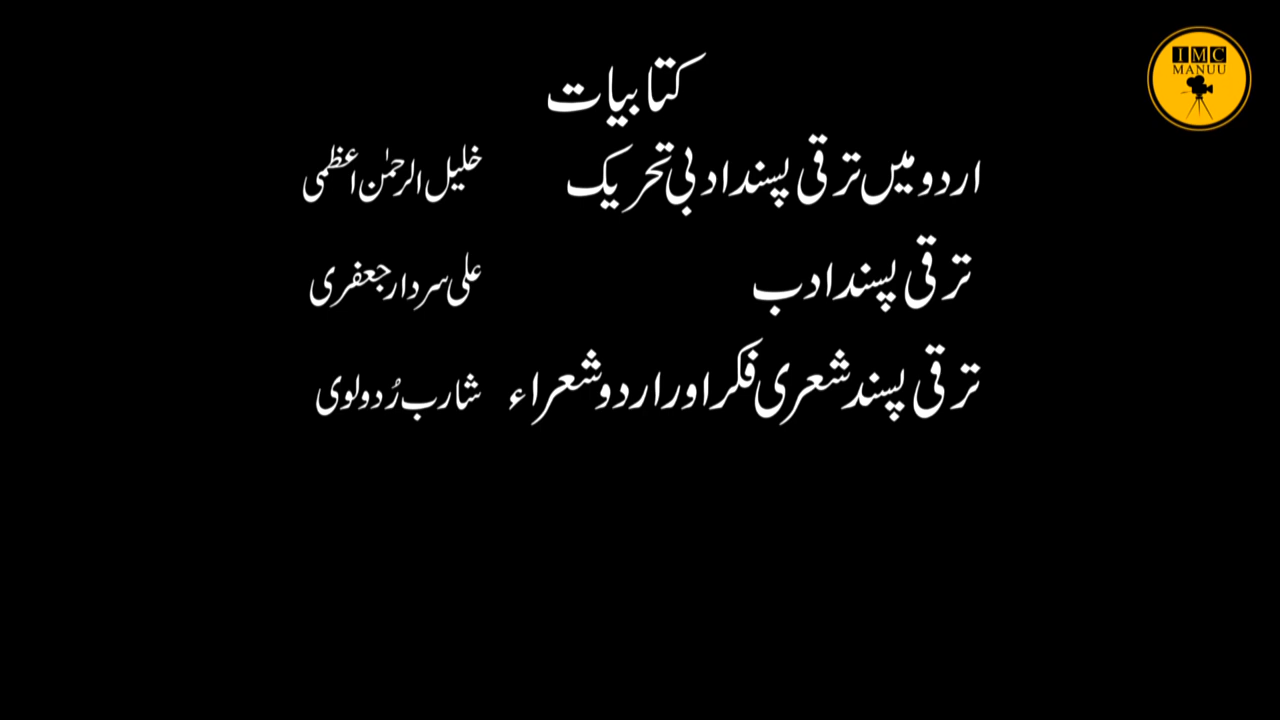 کتابیات
اردو میں ترقی پسند ادبی تحریک خلیل الرحمٰن اعظمی
ترقی پسند ادب علی سردار جعفری
ترقی پسند شعری فکر اور اردو شعراء شارب رُدولوی
IMC
MANUU